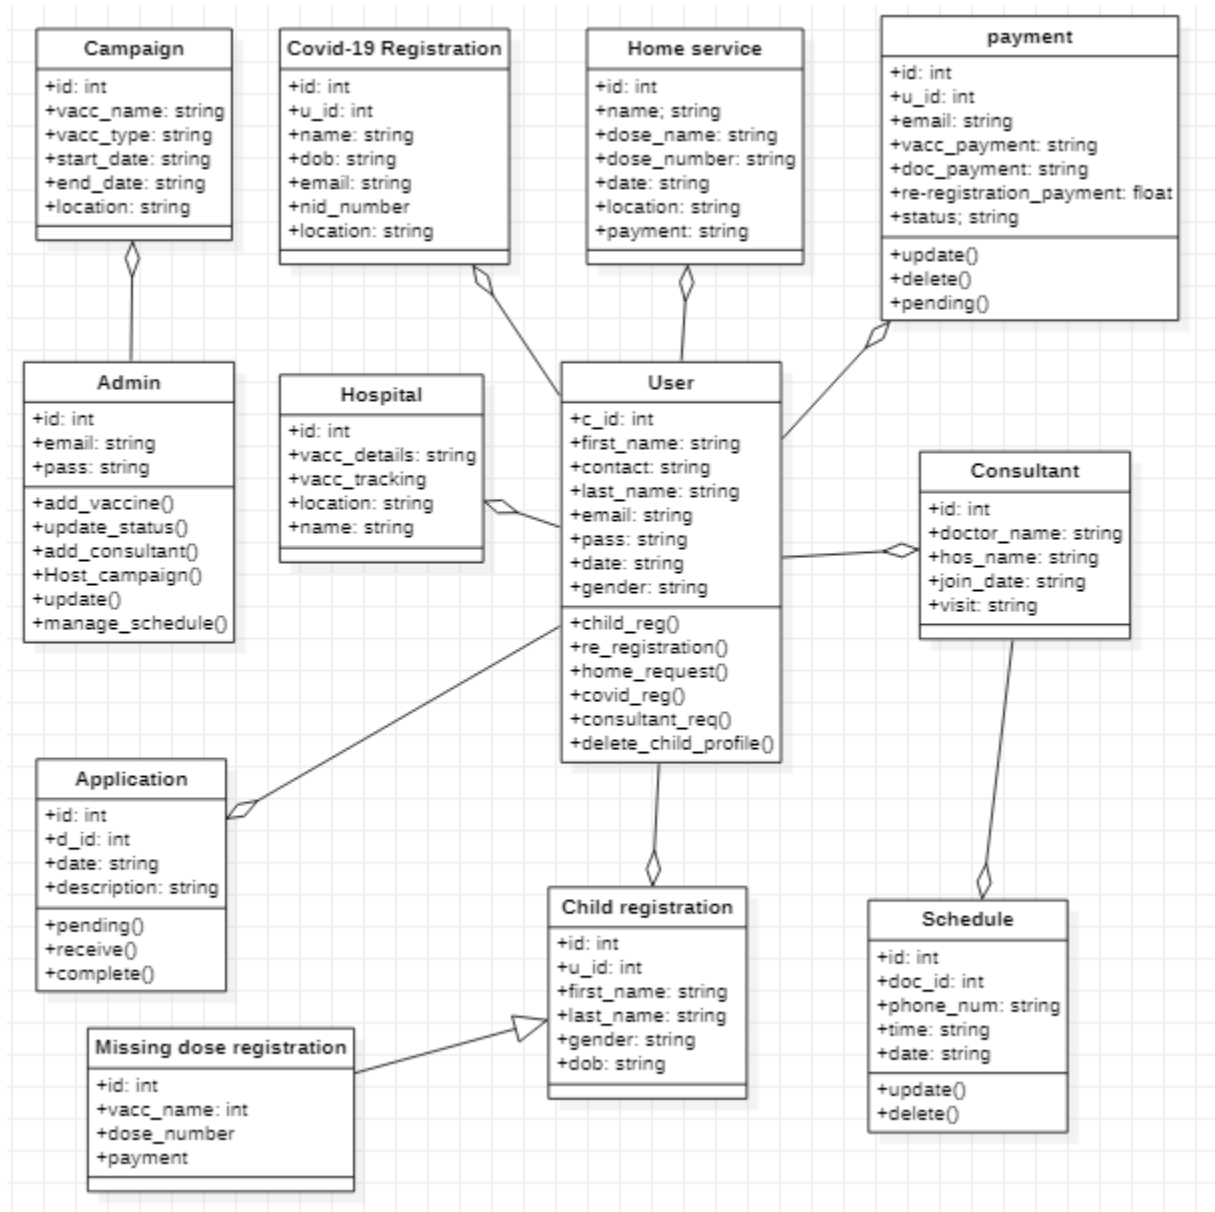 Campaign
+id: int
+vacc_name: string
+vacc_type: string
+start_date: string
+end_date: string
+location: string
Covid-19 Registration
+id: int
+u_id: int
+name: string
+dob: string
+email: string
+nid_number
+location: string
Home service
+id: int
+name; string
+dose_name: string
+dose_number: string
+date: string
+location: string
+payment: string
payment
+id: int
+u_id: int
+email: string
+vacc_payment: string
+doc_payment: string
+re-registration_payment: float
+status; string
+update()
+delete()
+pending()
Admin
+id: int
+email: string
+pass: string
+add_vaccine()
+update_status()
+add_consultant()
+Host_campaign()
+update()
+manage_schedule()
Hospital
+id: int
+vacc_details: string
+vacc_tracking
+location: string
+name: string
User
+c_id: int
+first_name: string
+contact: string
+last_name: string
+email: string
+pass: string
+date: string
+gender: string
+child_reg()
+re_registration()
+home_request()
+covid_reg()
+consultant_req()
+delete_child_profile()
Consultant
+id: int
+doctor_name: string
+hos_name: string
+join_date: string
+visit: string
Application
+id: int
+d_id: int
+date: string
+description: string
+pending()
+receive()
+complete()
Child registration
+id: int
+u_id: int
+first_name: string
+last_name: string
+gender: string
+dob: string
Schedule
+id: int
+doc_id: int
+phone_num: string
+time: string
+date: string
+update()
+delete()
Missing dose registration
+id: int
+vacc_name: int
+dose_number
+payment